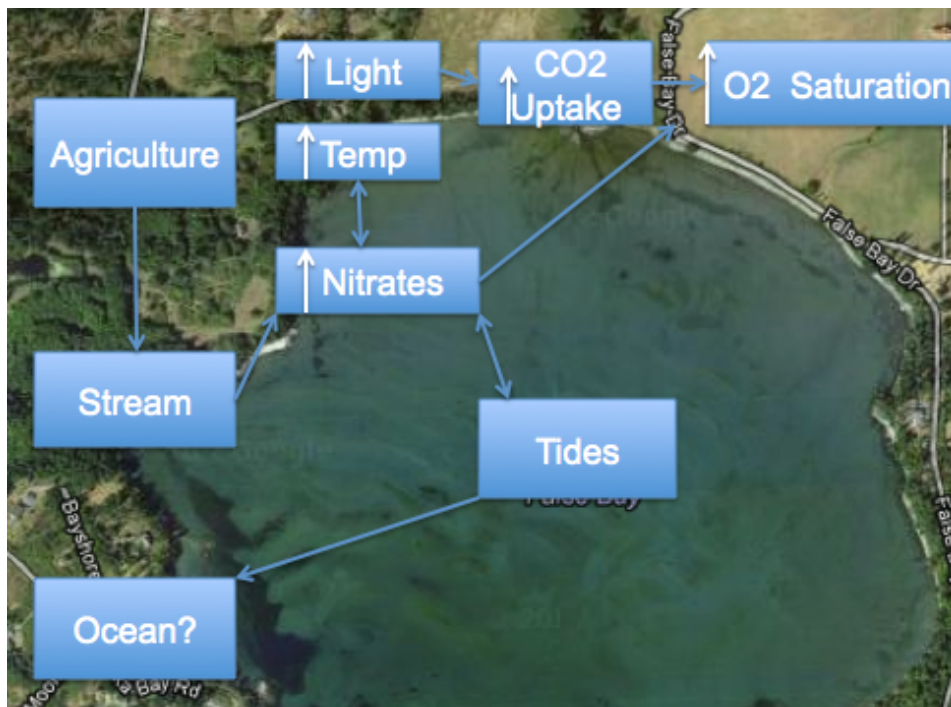 Light
CO2
Uptake
O2 Saturation
Agriculture
Temp
Nitrates
Stream
Tides
Ocean?
False Bay Dr
False Bay Dr
False Bay
Bayshore
Bay Rd